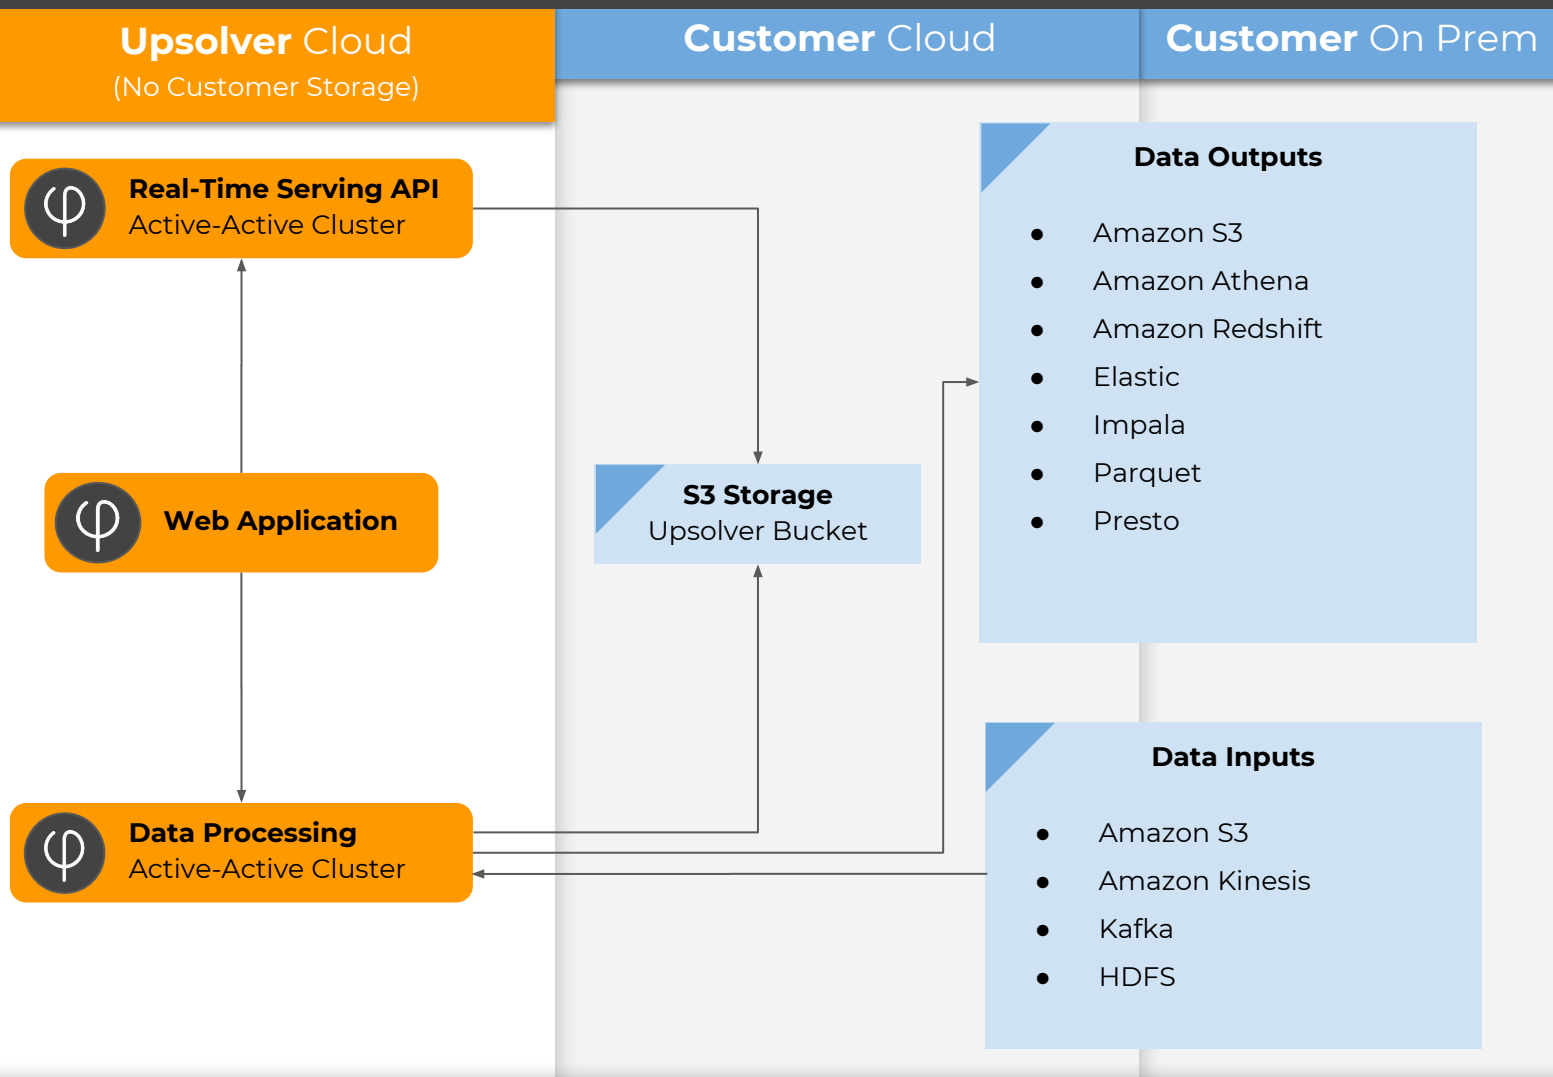 Upsolver Cloud
(No Customer Storage)
Customer Cloud
Customer On Prem
Real-Time Serving API
Active-Active Cluster
Web Application
Data Processing
Active-Active Cluster
S3 Storage
Upsolver Bucket
Data Outputs
● Amazon S3
● Amazon Athena
● Amazon Redshift
● Elastic
● Impala
● Parquet
● Presto
Data Inputs
● Amazon S3
● Amazon Kinesis
● Kafka
● HDFS